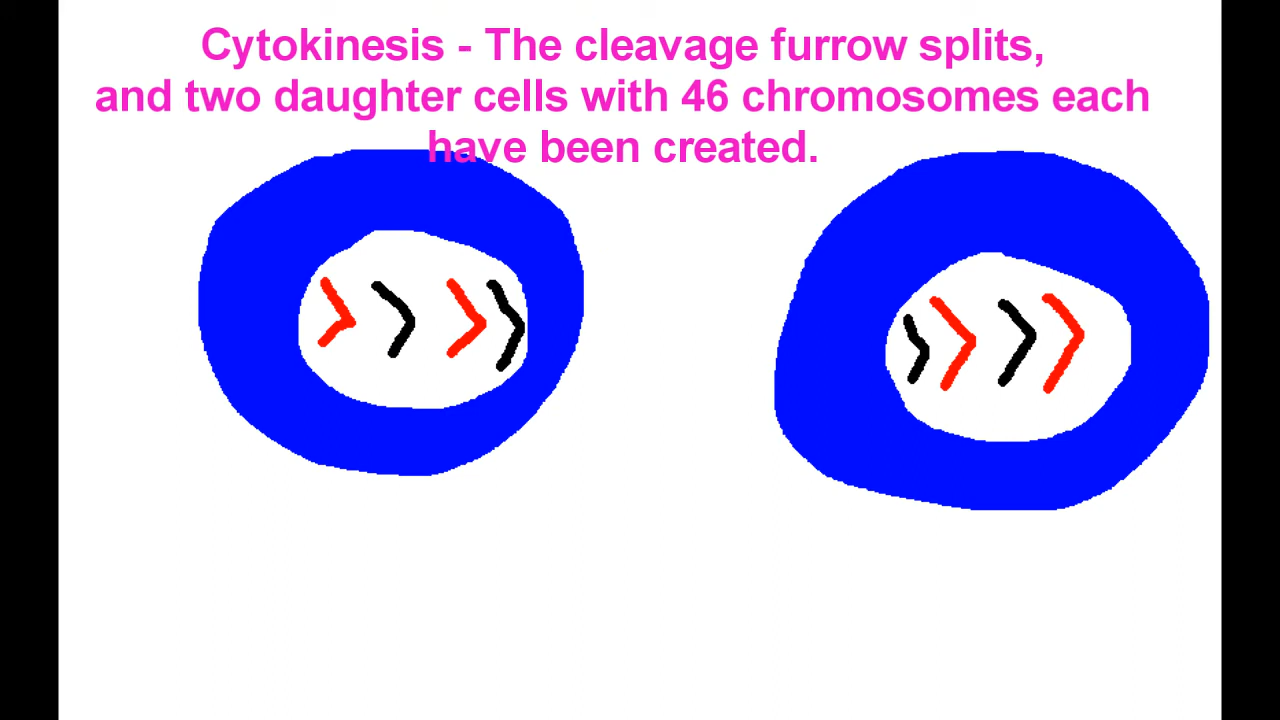 Cytokinesis - The cleavage furrow splits,
and two daughter cells with 46 chromosomes each
have been created.